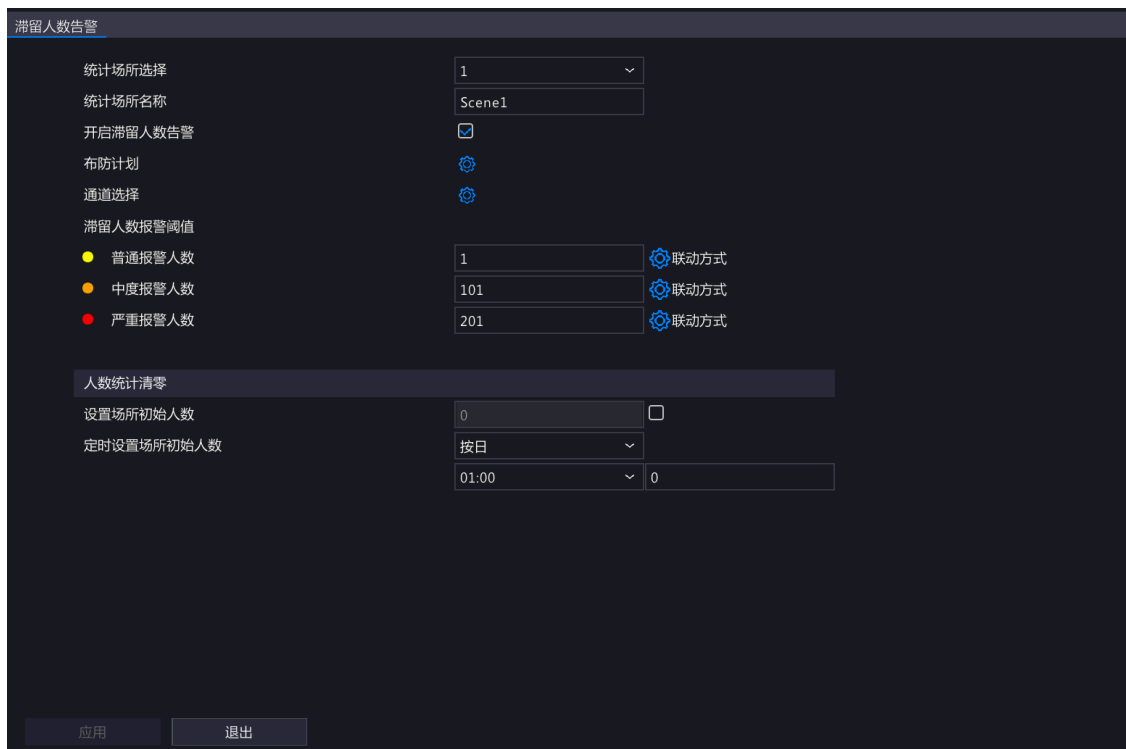 滞留人数告警
统计场所选择 1
统计场所名称 Scene1
开启滞留人数告警
布防计划
通道选择
滞留人数报警阈值
普通报警人数 1 联动方式
中度报警人数 101 联动方式
严重报警人数 201 联动方式
人数统计清零
设置场所初始人数 0
定时设置场所初始人数 按日
01:00 0
应用 退出